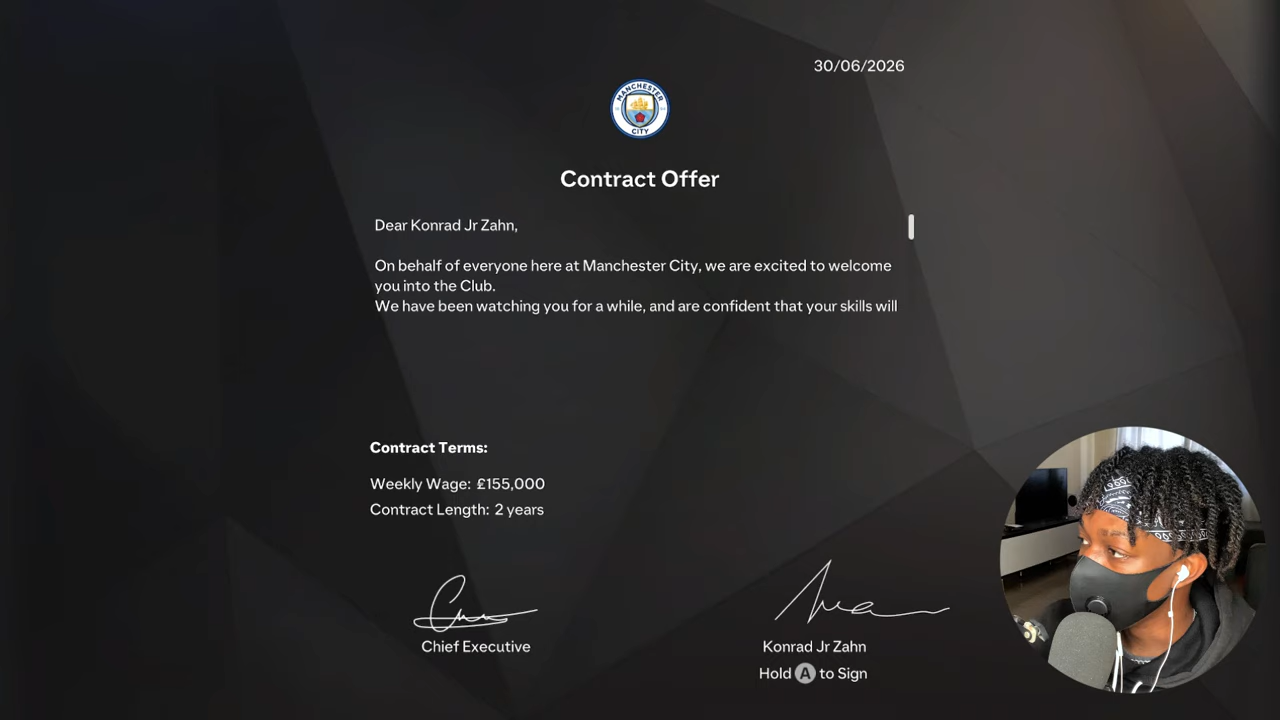 30/06/2026
MANCHESTER
CITY
Contract Offer
Dear Konrad Jr Zahn,
On behalf of everyone here at Manchester City, we are excited to welcome
you into the Club.
We have been watching you for a while, and are confident that your skills will
Contract Terms:
Weekly Wage: £155,000
Contract Length: 2 years
Chief Executive
Konrad Jr Zahn
Hold A to Sign